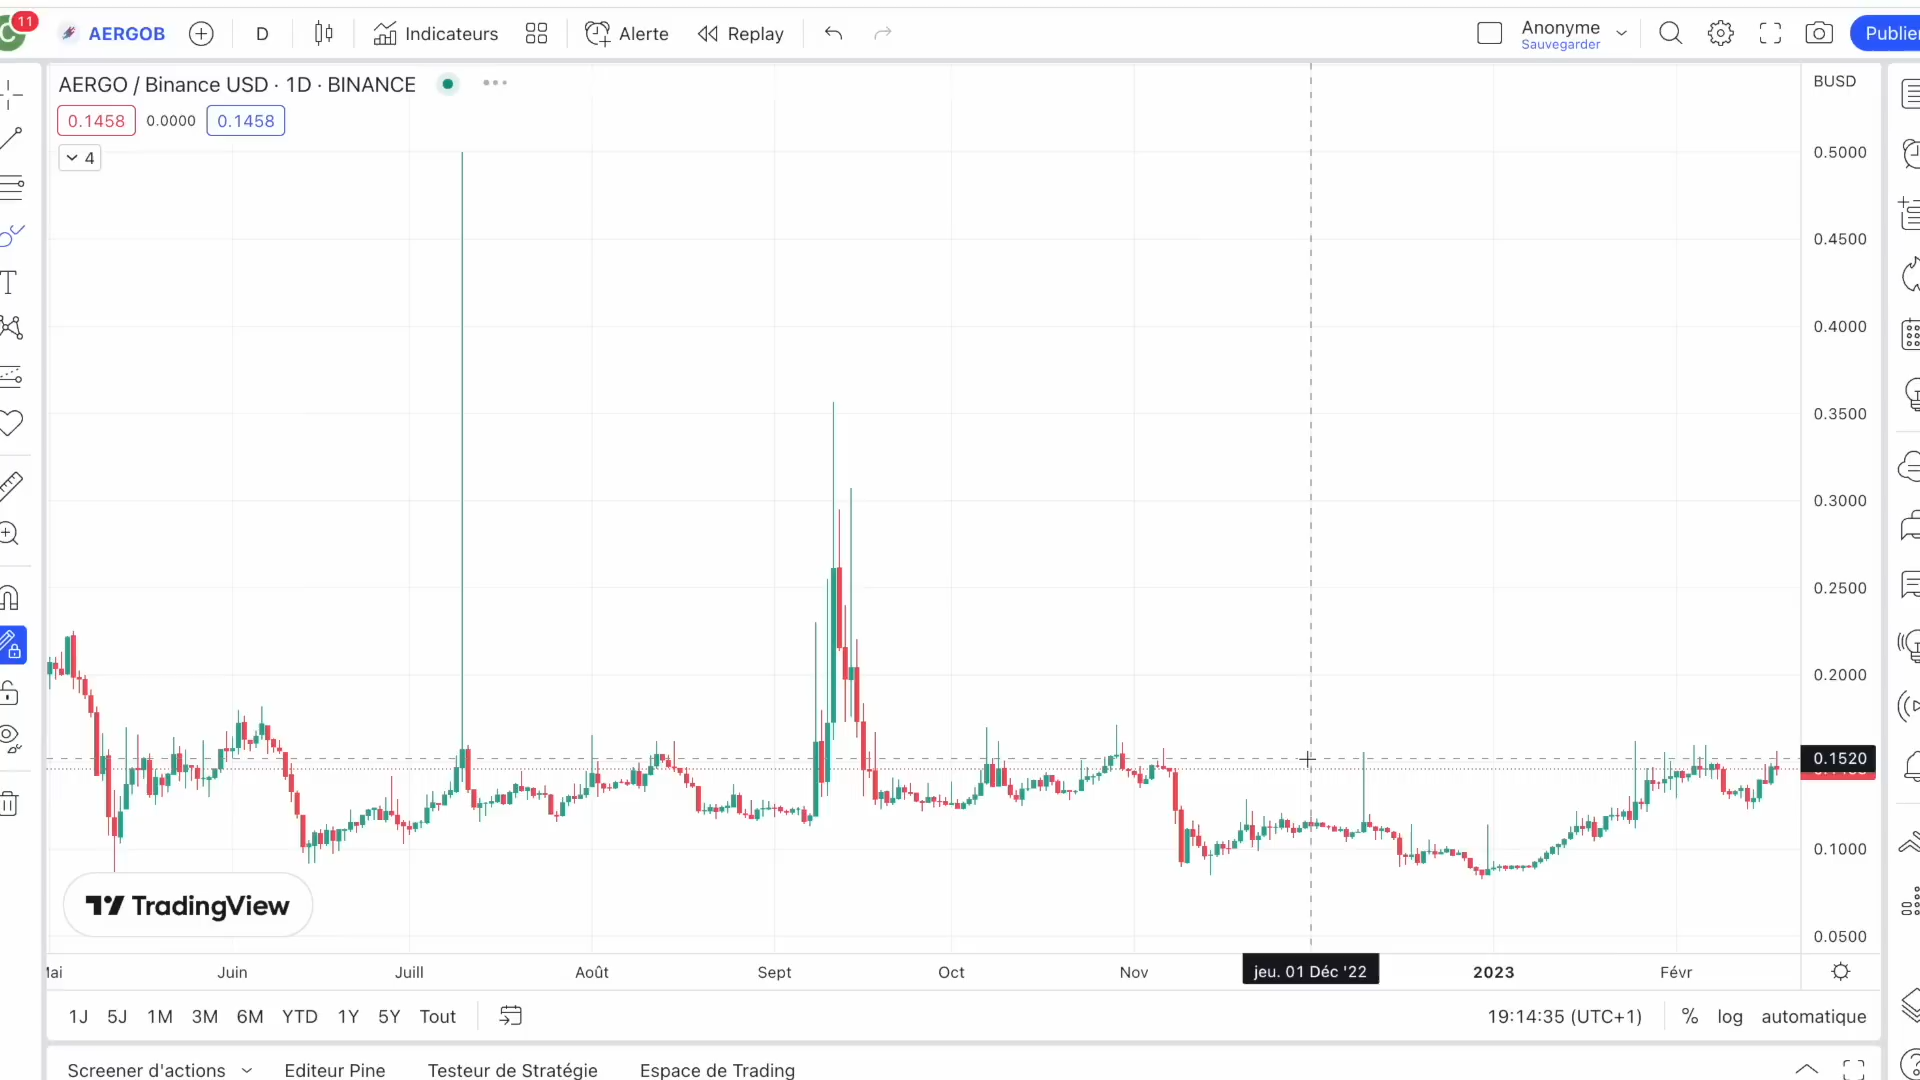 C 11
AERGOB D Indicateurs Alerte Replay Anonyme Sauvegarder Publier
AERGO / Binance USD · 1D · BINANCE
BUSD
0.1458 0.0000 0.1458
4
0.5000
0.4500
0.4000
0.3500
0.3000
0.2500
0.2000
0.1520
0.1000
0.0500
TradingView
Mai Juin Juill Août Sept Oct Nov jeu. 01 Déc '22 2023 Févr
1J 5J 1M 3M 6M YTD 1Y 5Y Tout 19:14:35 (UTC+1) % log automatique
Screener d'actions Editeur Pine Testeur de Stratégie Espace de Trading